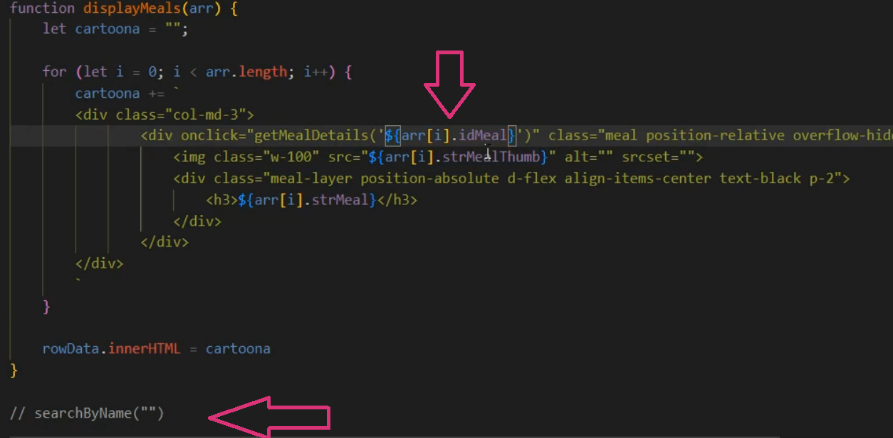 function displayMeals(arr) {
let cartoona = "";
for (let i = 0; i < arr.length; i++) {
cartoona += `
<div class="col-md-3">
<div onclick="getMealDetails('${arr[i].idMeal}')" class="meal position-relative overflow-hid
<img class="w-100" src="${arr[i].strMealThumb}" alt="" srcset="">
<div class="meal-layer position-absolute d-flex align-items-center text-black p-2">
<h3>${arr[i].strMeal}</h3>
</div>
</div>
</div>
`
}
rowData.innerHTML = cartoona
}
// searchByName("")